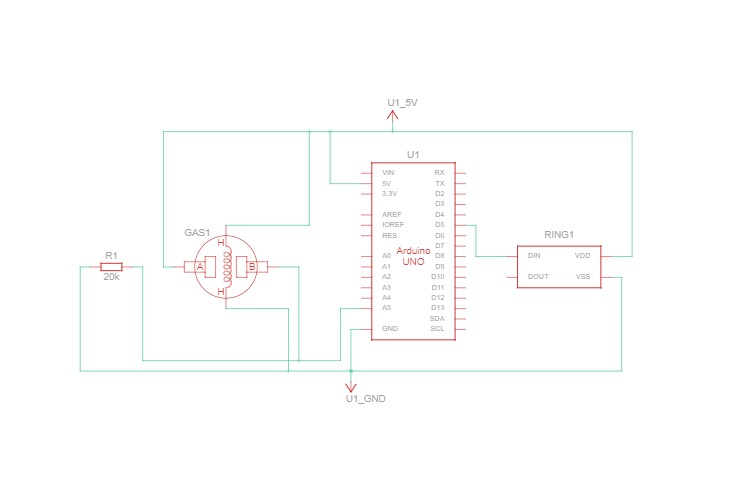 U1_5V
U1
VIN
5V
3.3V
AREF
IOREF
RES
A0
A1
A2
A3
A4
A5
GND
Arduino
UNO
RX
TX
D2
D3
D4
D5
D6
D7
D8
D9
D10
D11
D12
D13
SDA
SCL
GAS1
H
A
B
H
R1
20k
RING1
DIN
VDD
DOUT
VSS
U1_GND